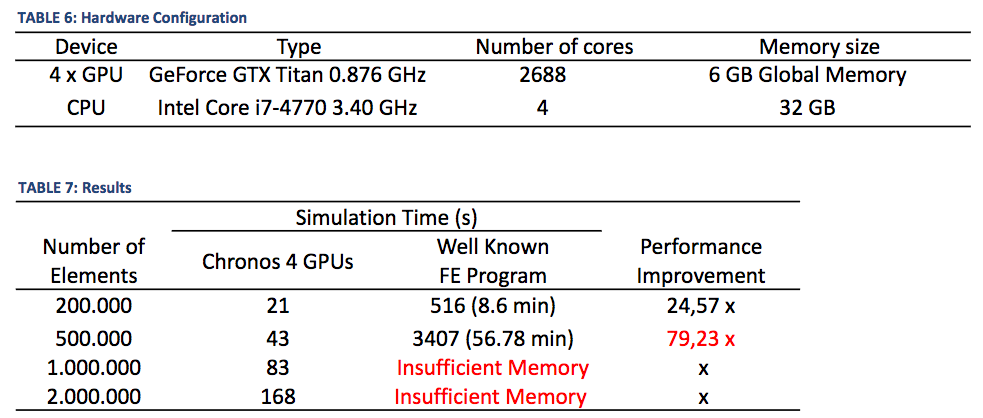 TABLE 6: Hardware Configuration
Device Type Number of cores Memory size
4 x GPU GeForce GTX Titan 0.876 GHz 2688 6 GB Global Memory
CPU Intel Core i7-4770 3.40 GHz 4 32 GB
TABLE 7: Results
Simulation Time (s)
Number of Elements Chronos 4 GPUs Well Known FE Program Performance Improvement
200.000 21 516 (8.6 min) 24,57 x
500.000 43 3407 (56.78 min) 79,23 x
1.000.000 83 Insufficient Memory x
2.000.000 168 Insufficient Memory x